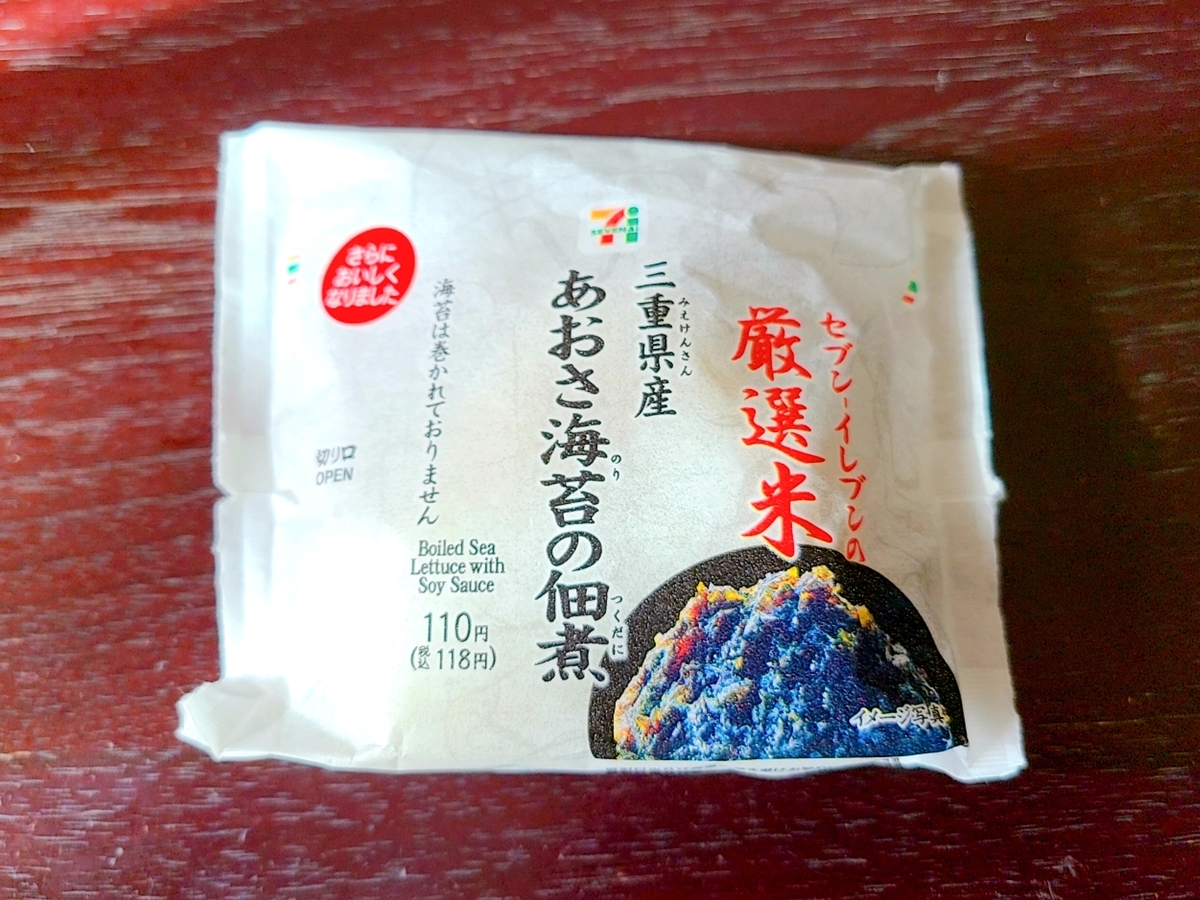 セブン-イレブンの
厳選米
三重県産
みえけんさん
あおさ海苔の佃煮
のり
つくだに
海苔は巻かれておりません
さらに
おいしく
なりました
切り口
OPEN
Boiled Sea
Lettuce with
Soy Sauce
110円
(税込118円)
イメージ写真